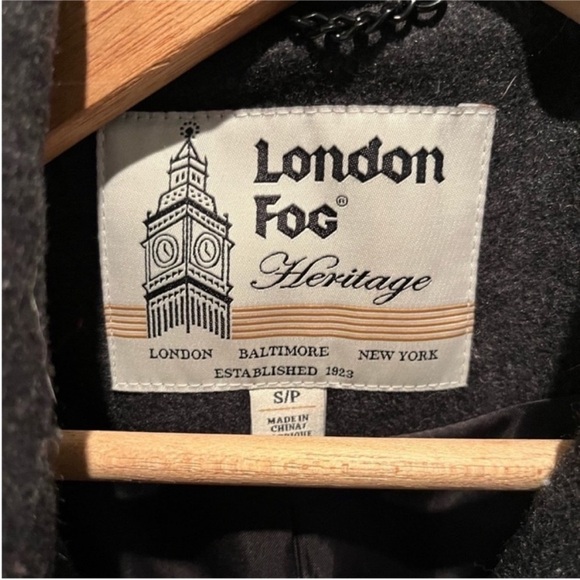 London
Fog®
Heritage
LONDON BALTIMORE NEW YORK
ESTABLISHED 1923
S/P
MADE IN
CHINA/